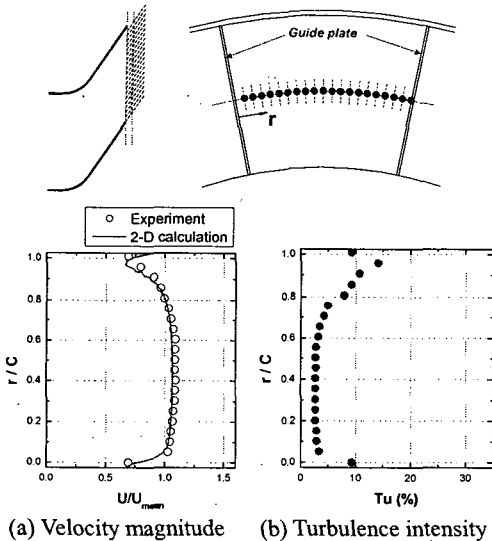 Guide plate
r
Experiment
2-D calculation
1.0
0.8
0.6
0.4
0.2
0.0
r / C
0.0
0.5
1.0
1.5
U/U mean
1.0
0.8
0.6
0.4
0.2
0.0
r / C
0
10
20
30
Tu (%)
(a) Velocity magnitude
(b) Turbulence intensity